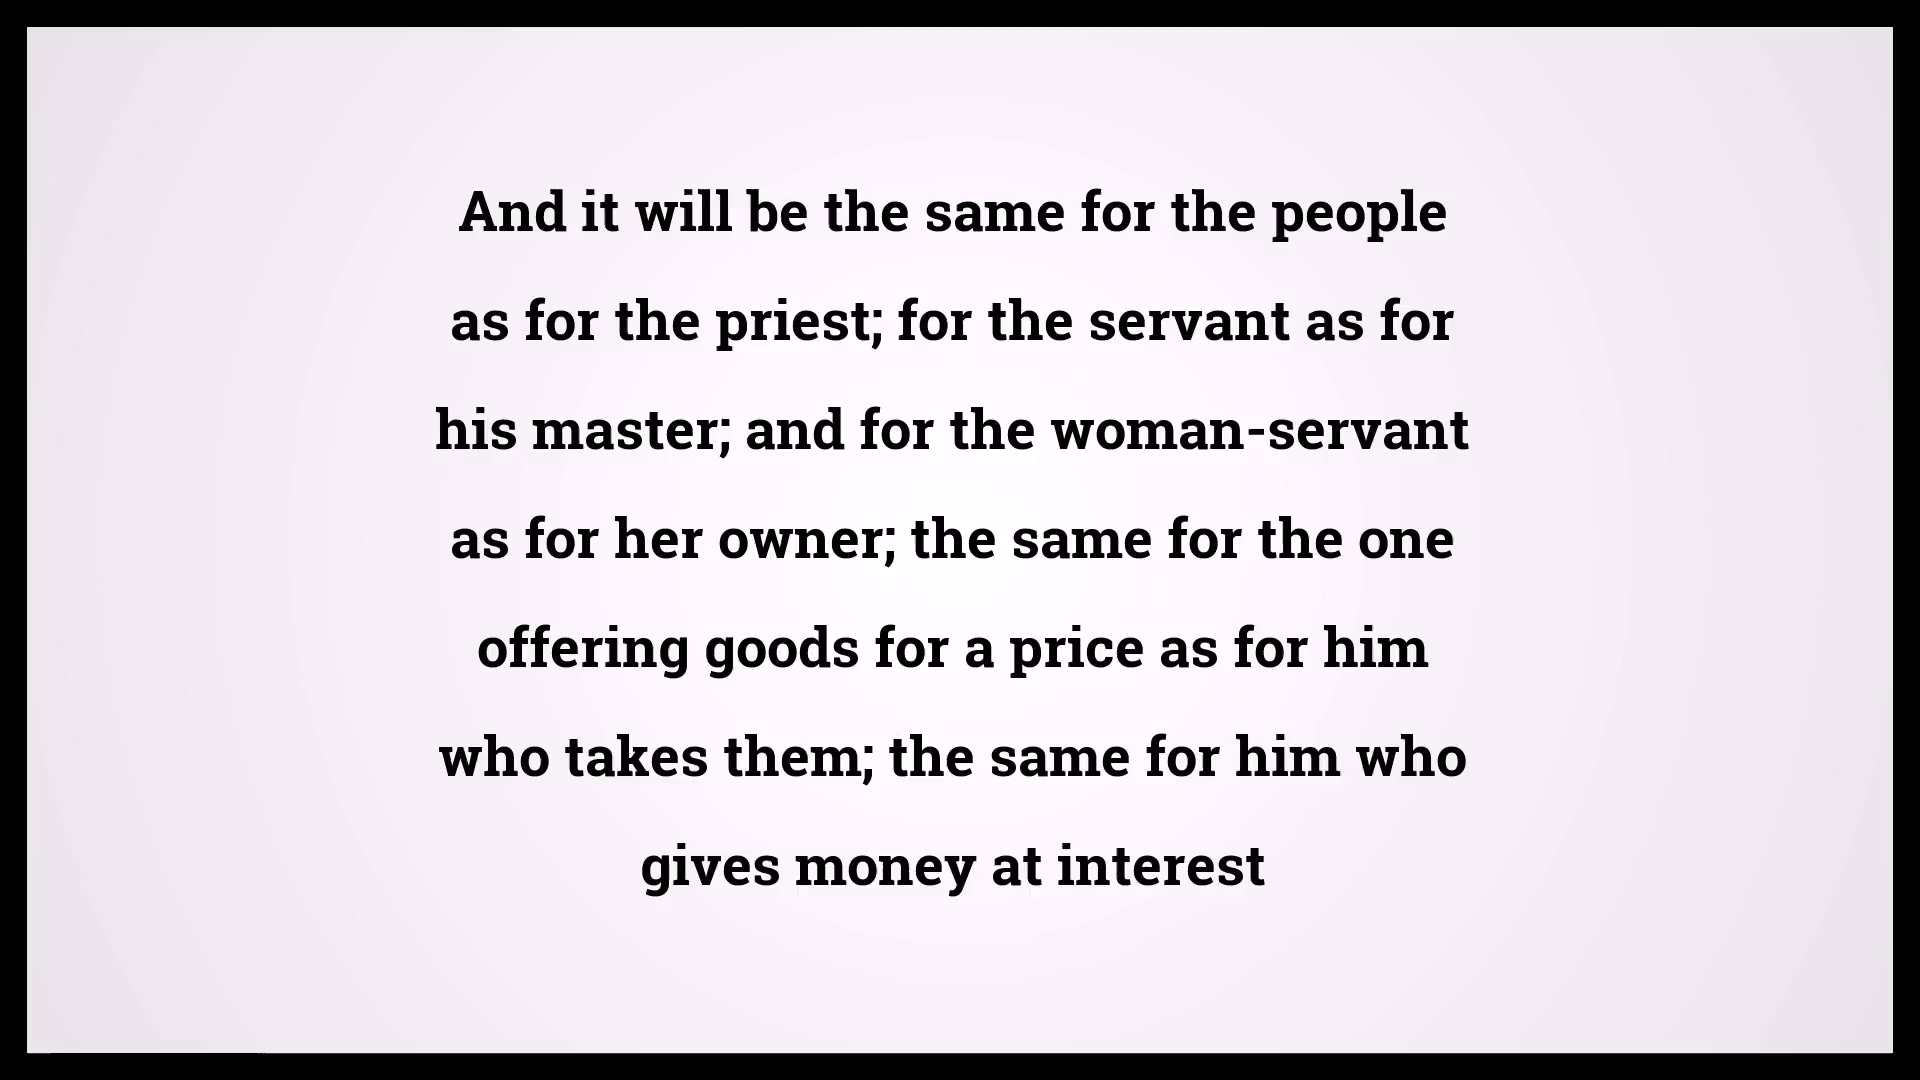 And it will be the same for the people
as for the priest; for the servant as for
his master; and for the woman-servant
as for her owner; the same for the one
offering goods for a price as for him
who takes them; the same for him who
gives money at interest